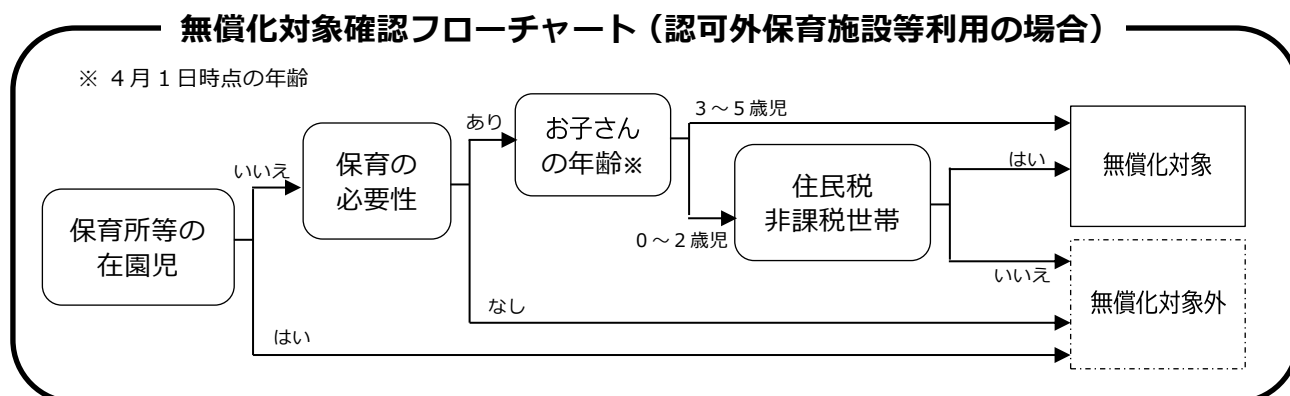 無償化対象確認フローチャート（認可外保育施設等利用の場合）
※ ４月１日時点の年齢
保育所等の
在園児
いいえ
はい
保育の
必要性
あり
なし
お子さん
の年齢※
３～５歳児
０～２歳児
住民税
非課税世帯
はい
いいえ
無償化対象
無償化対象外